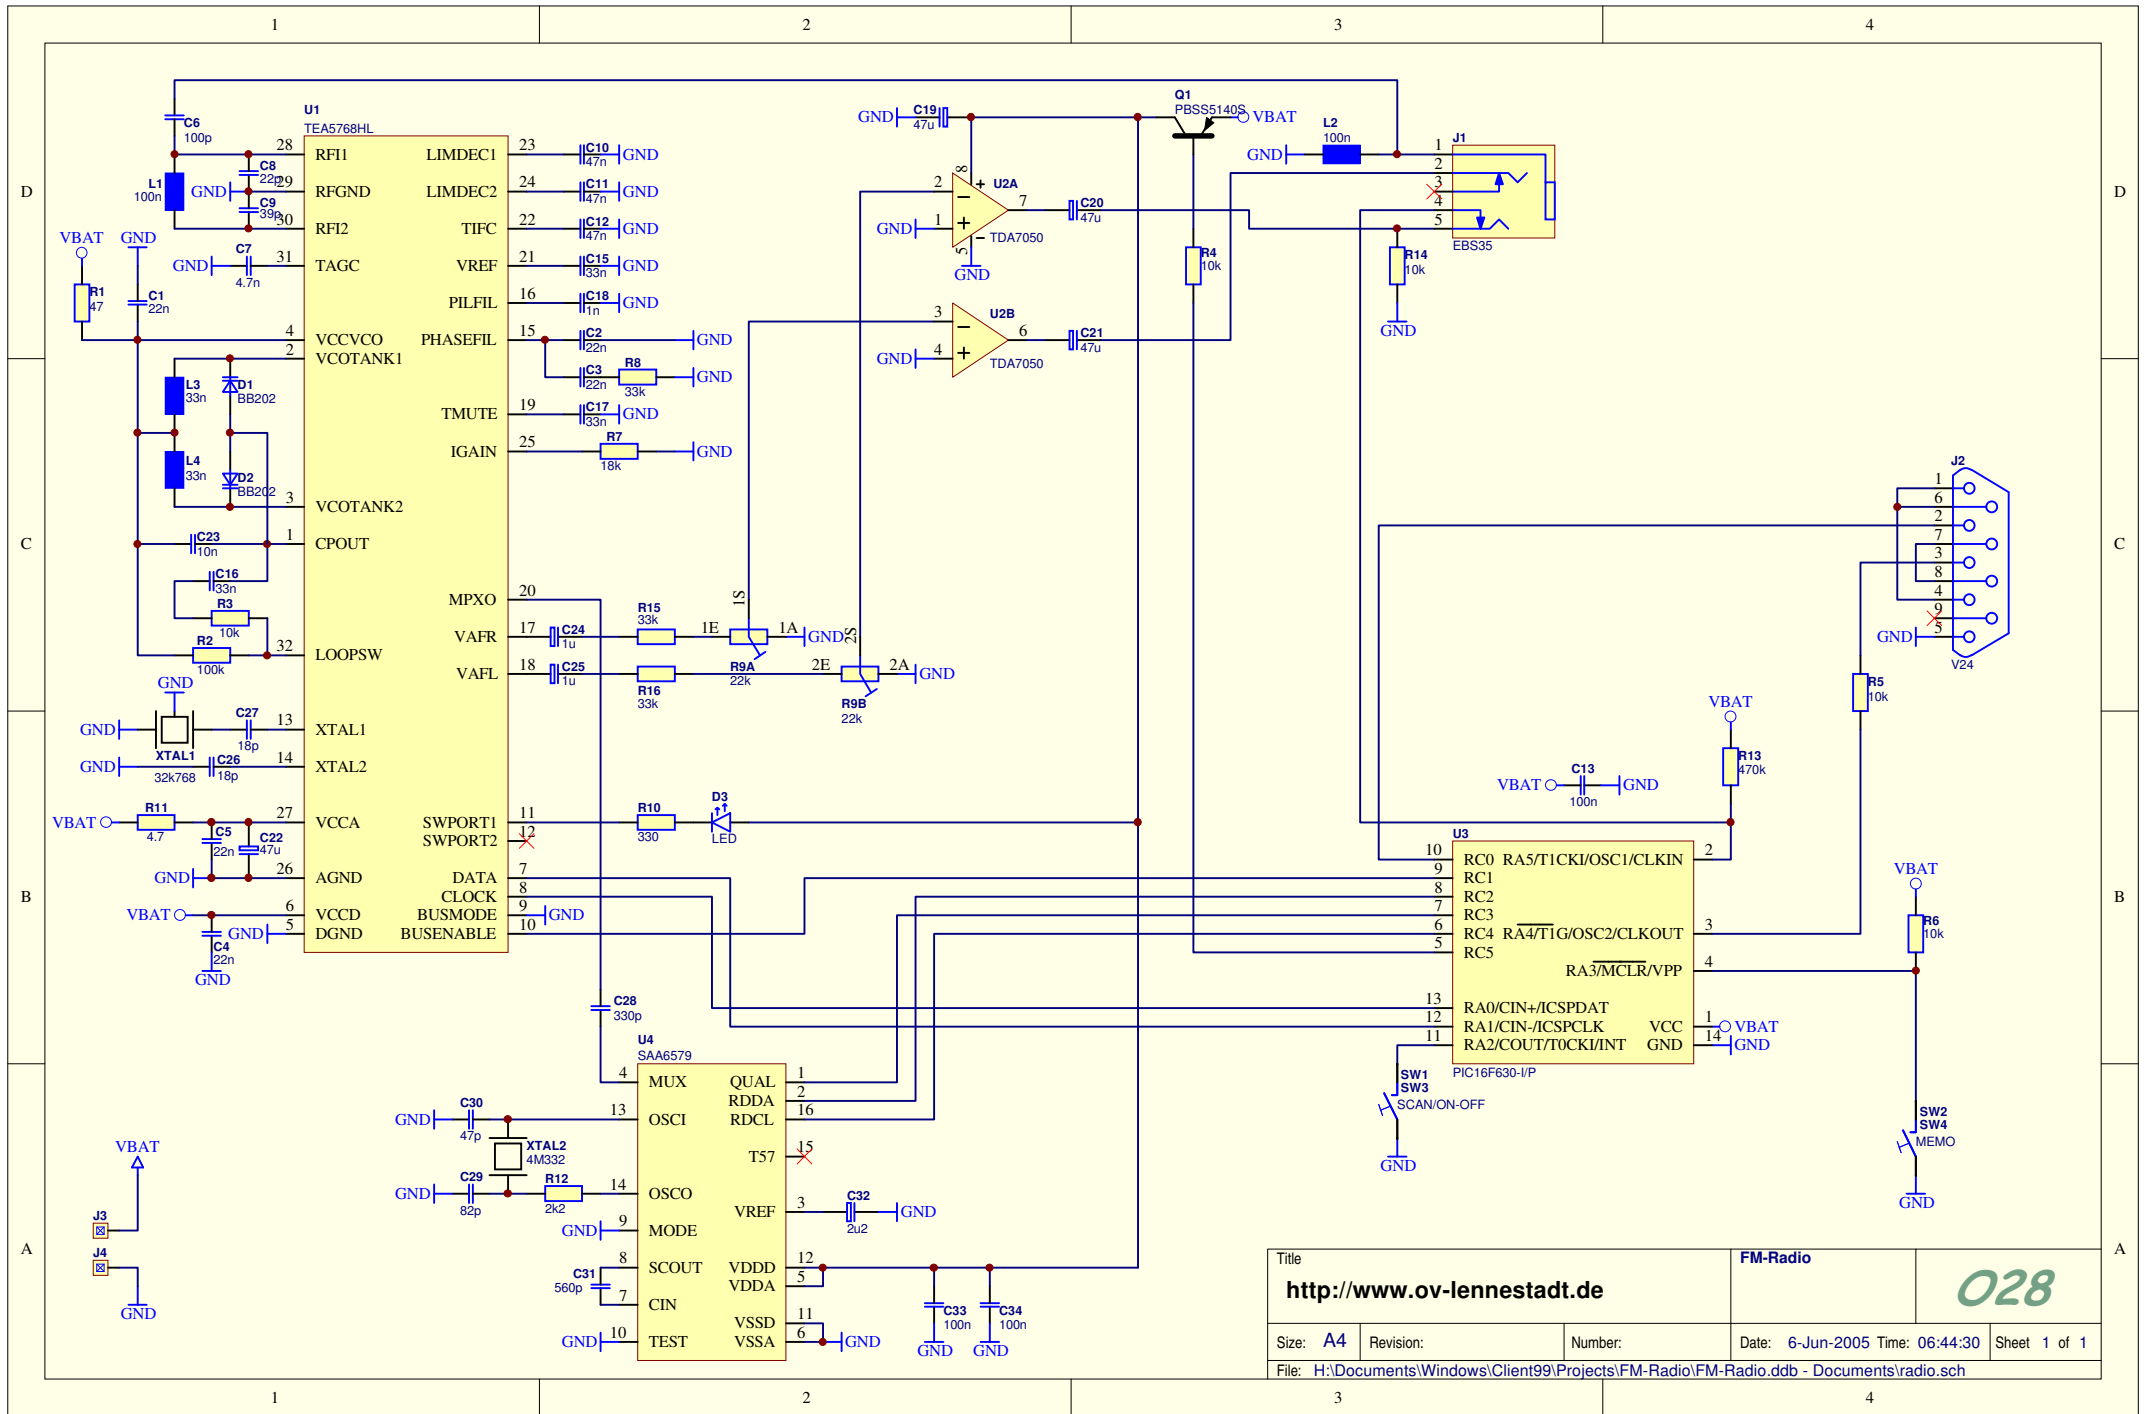 1 2 3 4
D D
C C
B B
A A
1 2 3 4
C6
100p
U1
TEA5768HL
28 RFI1
29 RFGND
30 RFI2
31 TAGC
4 VCCVCO
2 VCOTANK1
3 VCOTANK2
1 CPOUT
32 LOOPSW
13 XTAL1
14 XTAL2
27 VCCA
26 AGND
6 VCCD
5 DGND
LIMDEC1 23
LIMDEC2 24
TIFC 22
VREF 21
PILFIL 16
PHASEFIL 15
TMUTE 19
IGAIN 25
MPXO 20
VAFR 17
VAFL 18
SWPORT1 11
SWPORT2 12
DATA 7
CLOCK 8
BUSMODE 9
BUSENABLE 10
L1
100n
GND
C8
22p
C9
39p
VBAT
GND
GND
C7
4.7n
R1
47
C1
22n
L3
33n
D1
BB202
L4
33n
D2
BB202
C23
10n
C16
33n
R3
10k
R2
100k
GND
GND
XTAL1
32k768
C27
18p
GND
C26
18p
VBAT
R11
4.7
C5
22n
C22
47u
GND
VBAT
GND
C4
22n
GND
C10
47n
GND
C11
47n
GND
C12
47n
GND
C15
33n
GND
C18
1n
GND
C2
22n
GND
C3
22n
R8
33k
GND
C17
33n
GND
R7
18k
GND
C24
1u
R15
33k
1E 1S 1A
GND
R9A
22k
C25
1u
R16
33k
2E 2S 2A
GND
R9B
22k
R10
330
D3
LED
GND
C28
330p
GND
C19
47u
8
2
1
5
7
U2A
TDA7050
GND
GND
3
4
6
U2B
TDA7050
GND
C20
47u
C21
47u
Q1
PBSS5140S
VBAT
R4
10k
GND
L2
100n
J1
1
2
3
4
5
EBS35
R14
10k
GND
J2
1
6
2
7
3
8
4
9
5
GND
V24
R5
10k
VBAT
R13
470k
VBAT
C13
100n
GND
U3
10 RC0 RA5/T1CKI/OSC1/CLKIN 2
9 RC1
8 RC2
7 RC3
6 RC4 RA4/T1G/OSC2/CLKOUT 3
5 RC5
RA3/MCLR/VPP 4
13 RA0/CIN+/ICSPDAT
12 RA1/CIN-/ICSPCLK VCC 1
11 RA2/COUT/T0CKI/INT GND 14
PIC16F630-I/P
VBAT
GND
VBAT
R6
10k
SW1
SW3
SCAN/ON-OFF
GND
SW2
SW4
MEMO
GND
U4
SAA6579
4 MUX
13 OSCI
14 OSCO
9 MODE
8 SCOUT
7 CIN
10 TEST
QUAL 1
RDDA 2
RDCL 16
T57 15
VREF 3
VDDD 12
VDDA 5
VSSD 11
VSSA 6
GND
C30
47p
XTAL2
4M332
GND
C29
82p
R12
2k2
GND
C31
560p
GND
C32
2u2
GND
C33
100n
GND
C34
100n
GND
GND
VBAT
J3
J4
GND
Title
http://www.ov-lennestadt.de
FM-Radio
O28
Size: A4 Revision: Number: Date: 6-Jun-2005 Time: 06:44:30 Sheet 1 of 1
File: H:\Documents\Windows\Client99\Projects\FM-Radio\FM-Radio.ddb - Documents\radio.sch